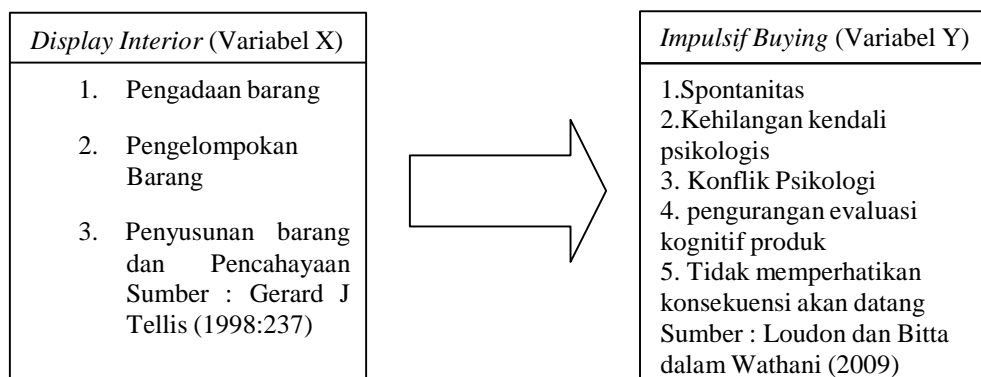 Display Interior (Variabel X)
1. Pengadaan barang
2. Pengelompokan
Barang
3. Penyusunan barang
dan Pencahayaan
Sumber : Gerard J
Tellis (1998:237)
Impulsif Buying (Variabel Y)
1.Spontanitas
2.Kehilangan kendali
psikologis
3. Konflik Psikologi
4. pengurangan evaluasi
kognitif produk
5. Tidak memperhatikan
konsekuensi akan datang
Sumber : Loudon dan Bitta
dalam Wathani (2009)